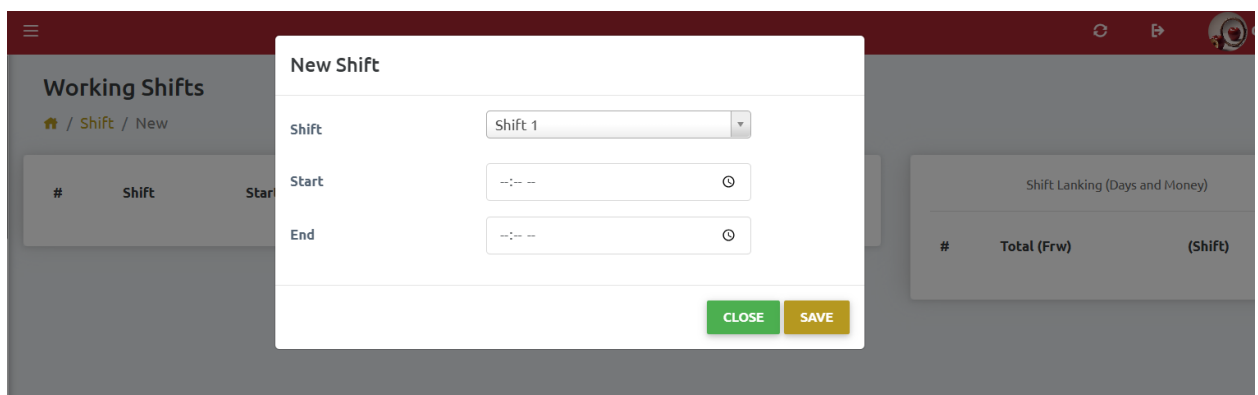 New Shift
Working Shifts
/ Shift / New
Shift
Shift 1
Start
--:-- --
End
--:-- --
CLOSE
SAVE
#
Shift
Shift Lanking (Days and Money)
#
Total (Frw)
(Shift)